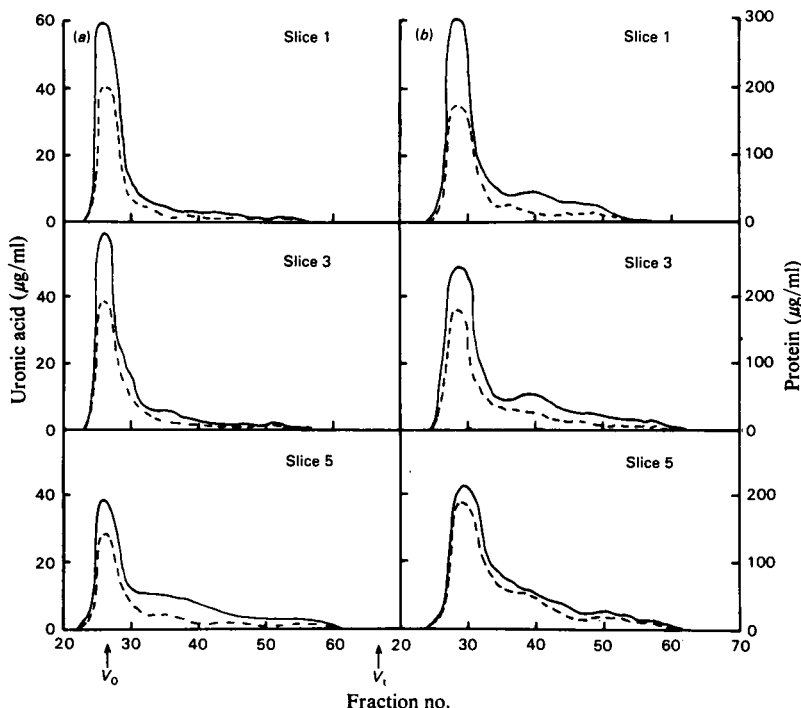 60
(a)
Slice 1
(b)
Slice 1
300
40
200
20
100
0
0
Slice 3
Slice 3
40
200
20
100
0
0
Slice 5
Slice 5
40
200
20
100
0
0
20 30 40 50 60 20 30 40 50 60 70
V₀
Vₜ
Uronic acid (μg/ml)
Protein (μg/ml)
Fraction no.